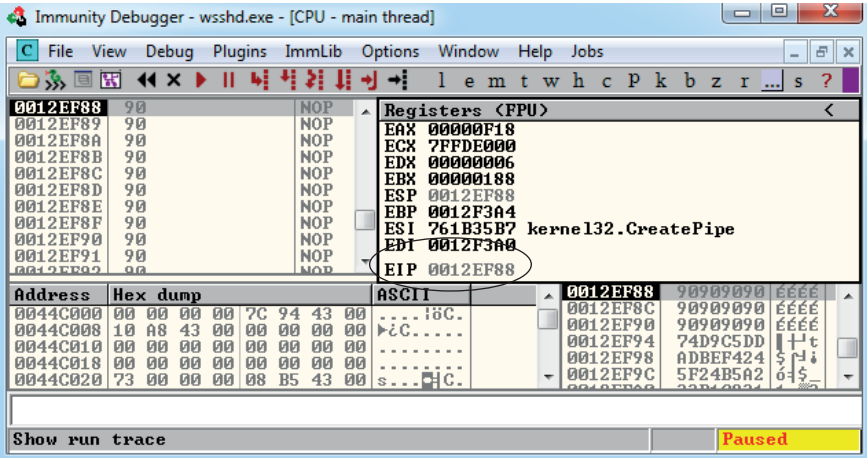 Immunity Debugger - wsshd.exe - [CPU - main thread]
C File View Debug Plugins ImmLib Options Window Help Jobs
l e m t w h c P k b z r ... s ?
0012EF88 90 NOP
0012EF89 90 NOP
0012EF8A 90 NOP
0012EF8B 90 NOP
0012EF8C 90 NOP
0012EF8D 90 NOP
0012EF8E 90 NOP
0012EF8F 90 NOP
0012EF90 90 NOP
0012EF91 90 NOP
0012EF92 90 NOP
Registers (FPU) <
EAX 00000F18
ECX 7FFDE000
EDX 00000006
EBX 00000188
ESP 0012EF88
EBP 0012F3A4
ESI 761B35B7 kernel32.CreatePipe
EDI 0012F3A0
EIP 0012EF88
Address Hex dump ASCII
0044C000 00 00 00 00 7C 94 43 00 ....|öC.
0044C008 10 A8 43 00 00 00 00 00 ►¿C.....
0044C010 00 00 00 00 00 00 00 00 ........
0044C018 00 00 00 00 00 00 00 00 ........
0044C020 73 00 00 00 08 B5 43 00 s...◘╡C.
0012EF88 90909090 ÉÉÉÉ
0012EF8C 90909090 ÉÉÉÉ
0012EF90 90909090 ÉÉÉÉ
0012EF94 74D9C5DD ▌┼┘t
0012EF98 ADBEF424 $⌠╛¡
0012EF9C 5F24B5A2 ó╡$_
Show run trace Paused